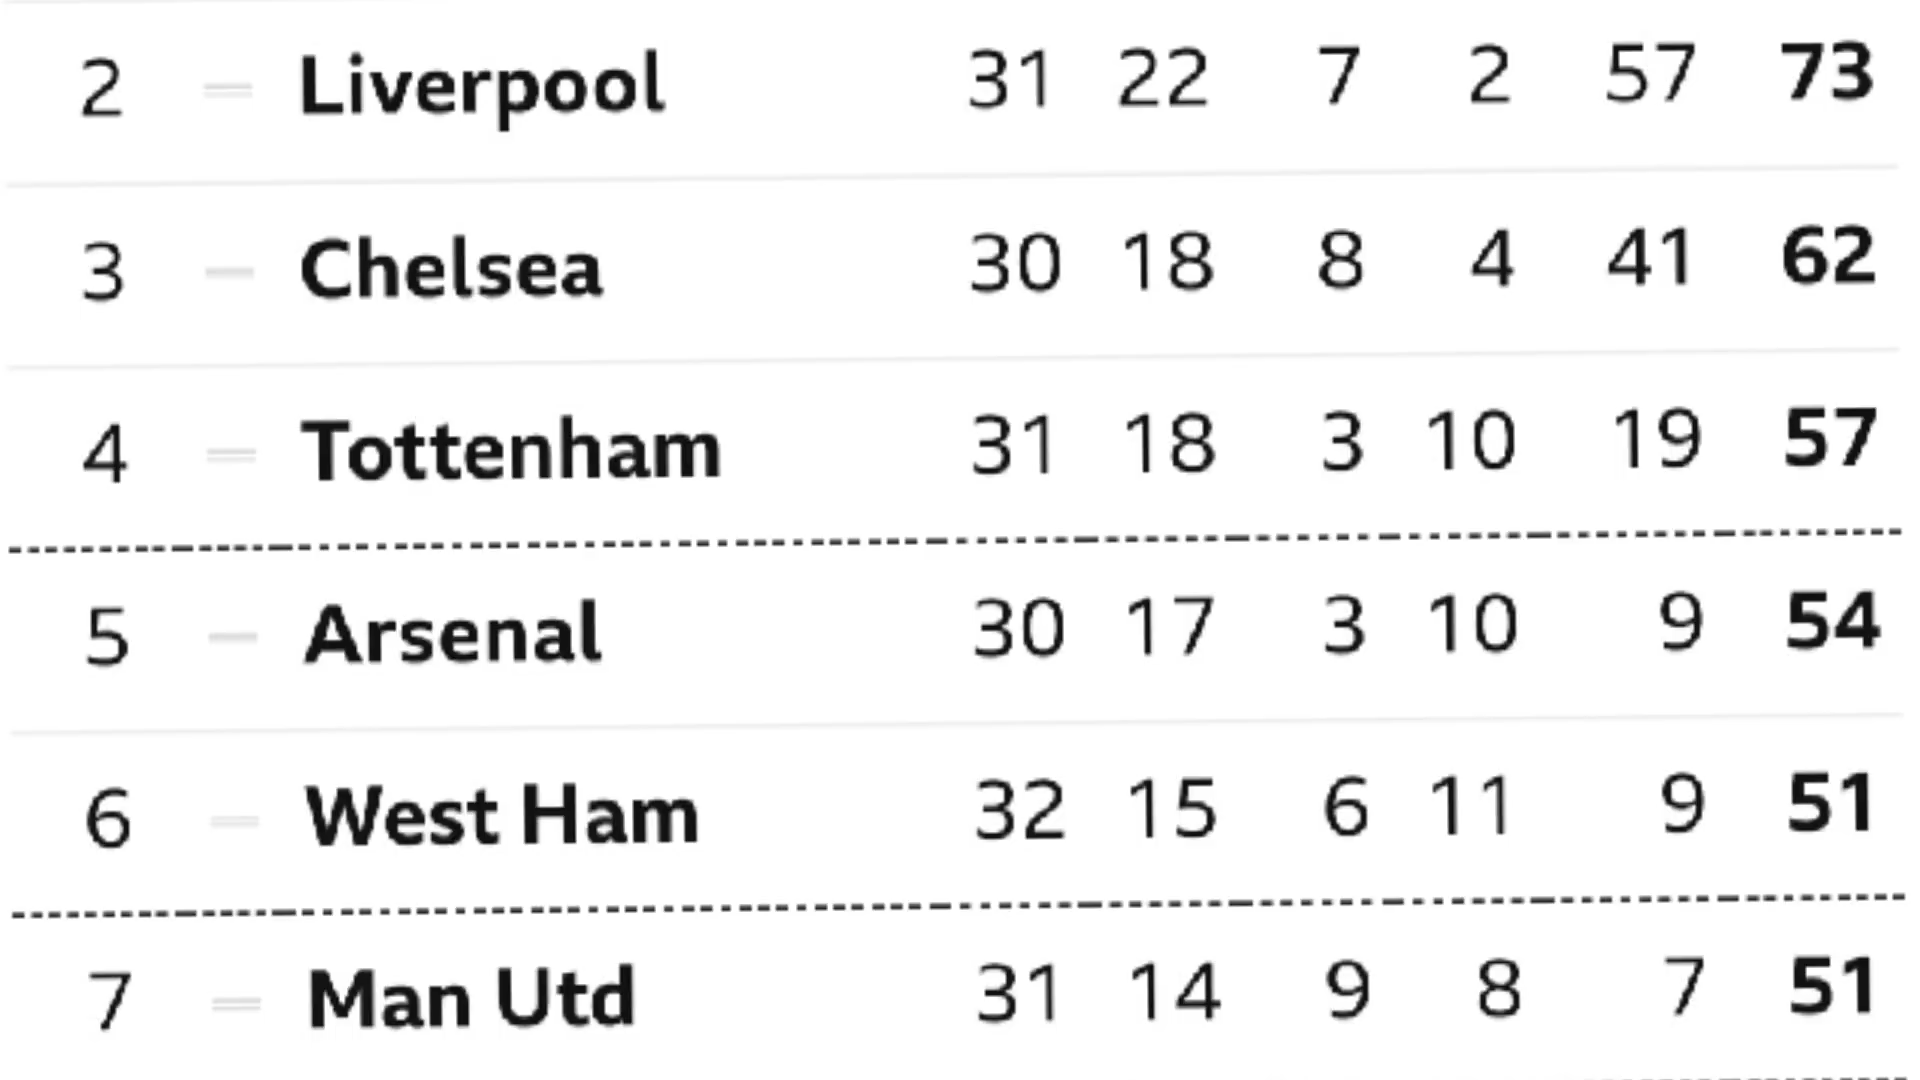 2 Liverpool 31 22 7 2 57 73
3 Chelsea 30 18 8 4 41 62
4 Tottenham 31 18 3 10 19 57
5 Arsenal 30 17 3 10 9 54
6 West Ham 32 15 6 11 9 51
7 Man Utd 31 14 9 8 7 51